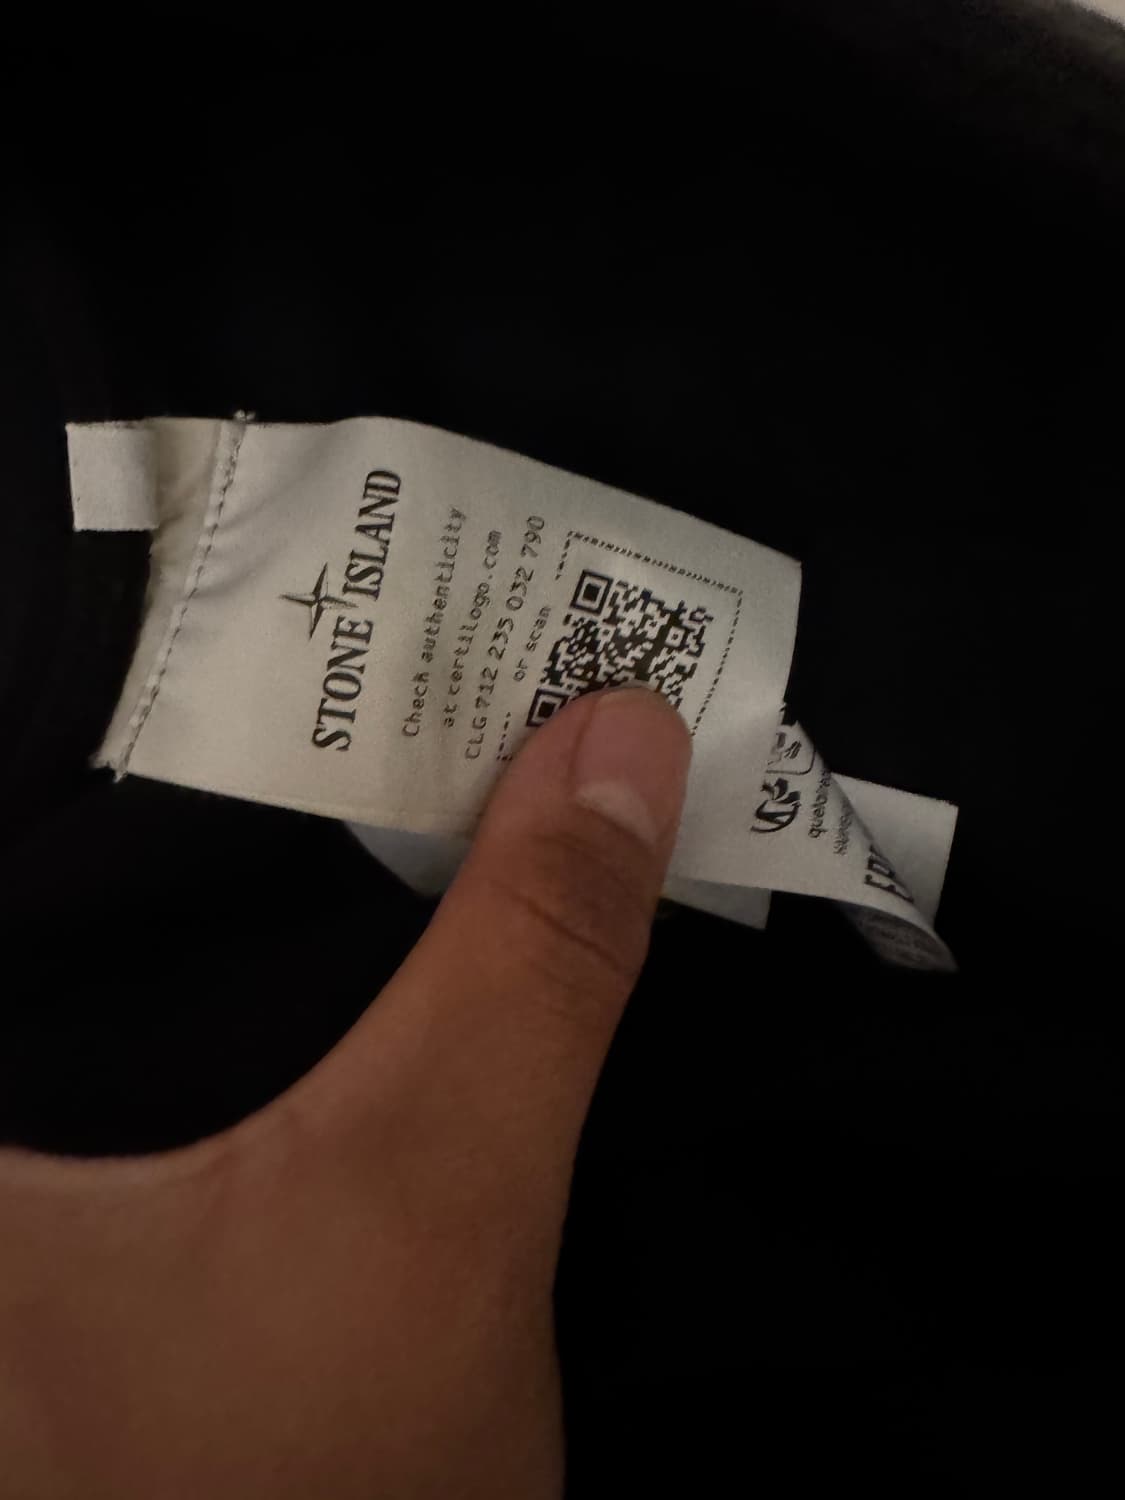 STONE ISLAND
Check authenticity
at certilogo.com
CLG 712 235 032 790
or scan